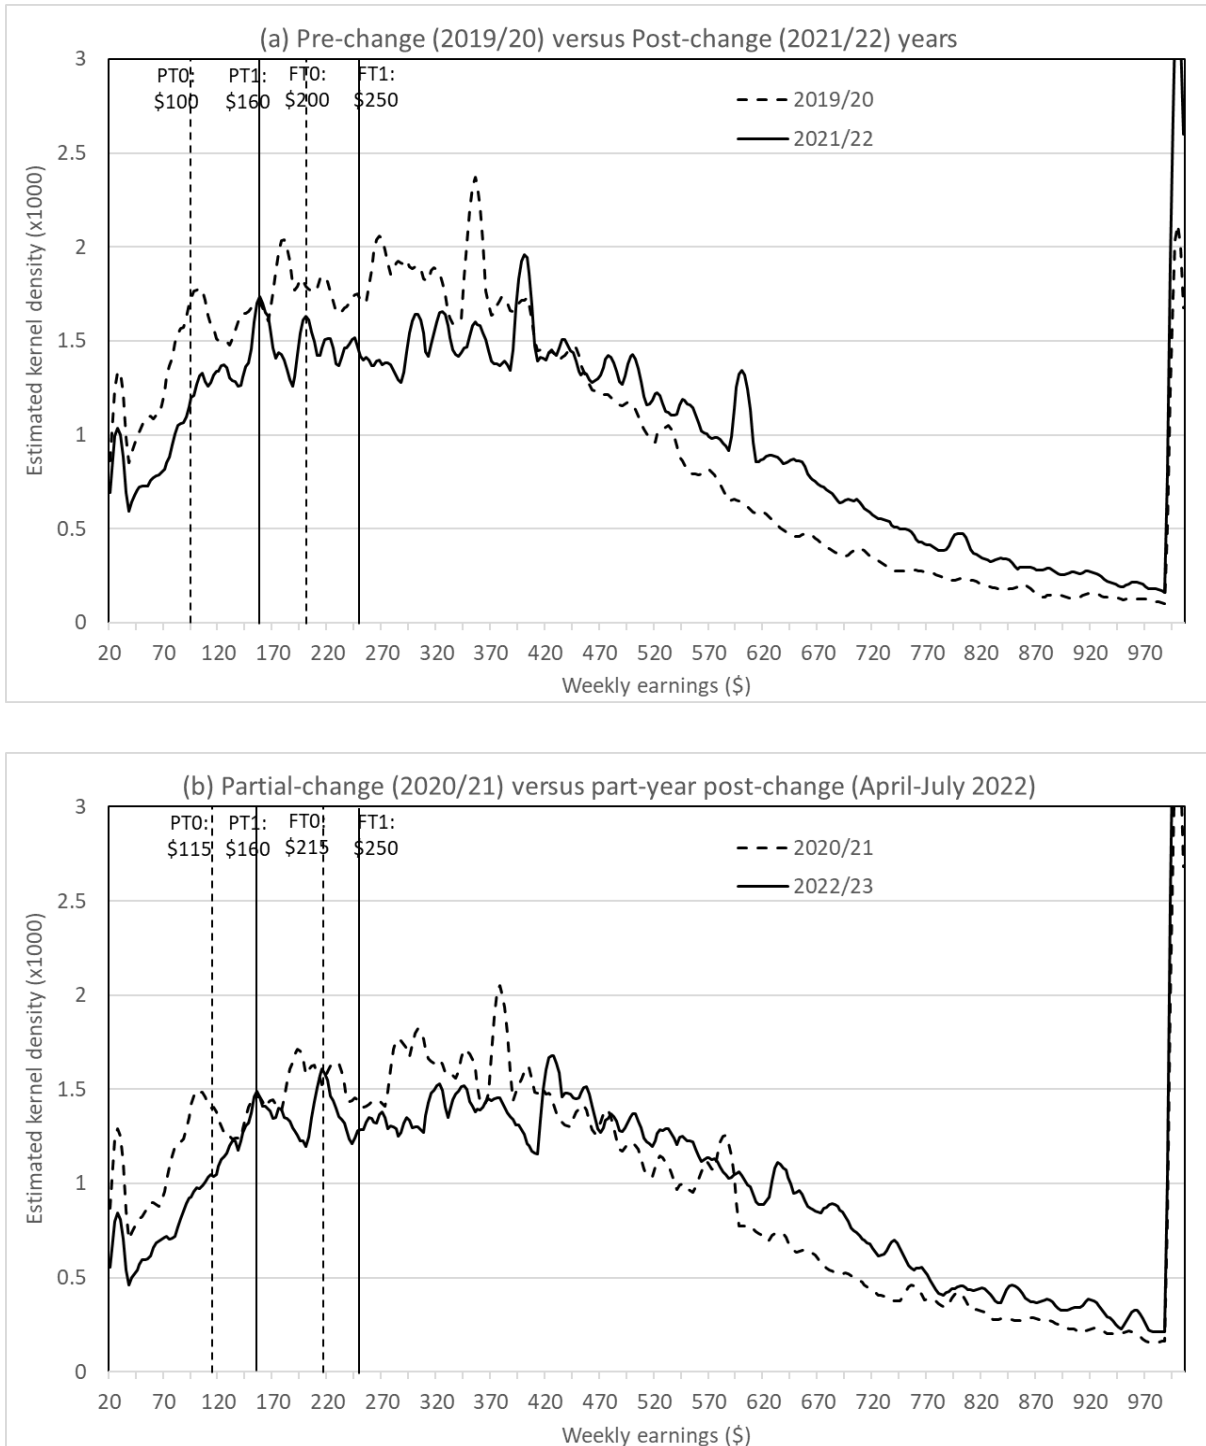 (a) Pre-change (2019/20) versus Post-change (2021/22) years
3
PT0: PT1: FT0: FT1:
$100 $160 $200 $250
2019/20
2021/22
2.5
2
1.5
1
0.5
0
Estimated kernel density (x1000)
20 70 120 170 220 270 320 370 420 470 520 570 620 670 720 770 820 870 920 970
Weekly earnings ($)
(b) Partial-change (2020/21) versus part-year post-change (April-July 2022)
3
PT0: PT1: FT0: FT1:
$115 $160 $215 $250
2020/21
2022/23
2.5
2
1.5
1
0.5
0
Estimated kernel density (x1000)
20 70 120 170 220 270 320 370 420 470 520 570 620 670 720 770 820 870 920 970
Weekly earnings ($)